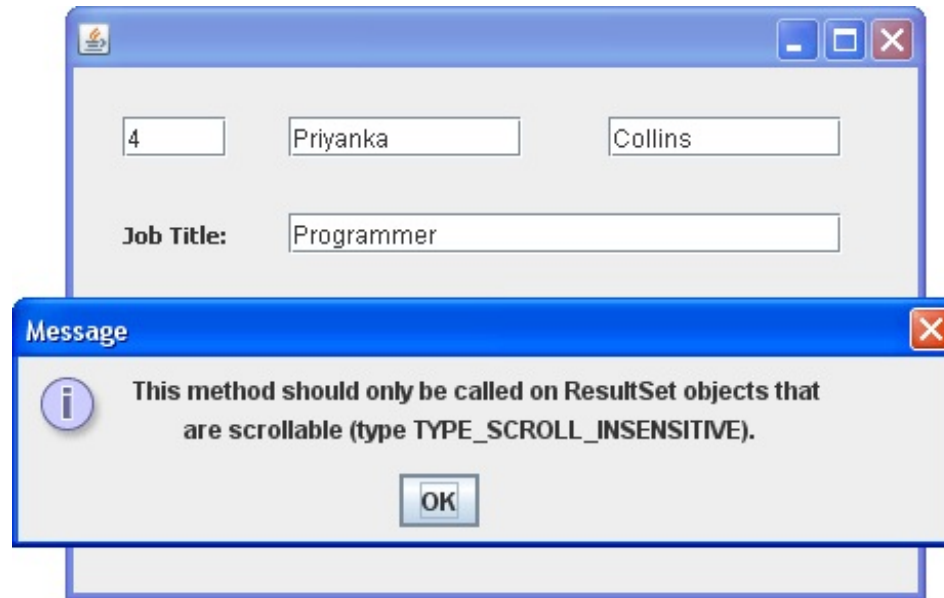 4
Priyanka
Collins
Job Title:
Programmer
Message
This method should only be called on ResultSet objects that
are scrollable (type TYPE_SCROLL_INSENSITIVE).
OK